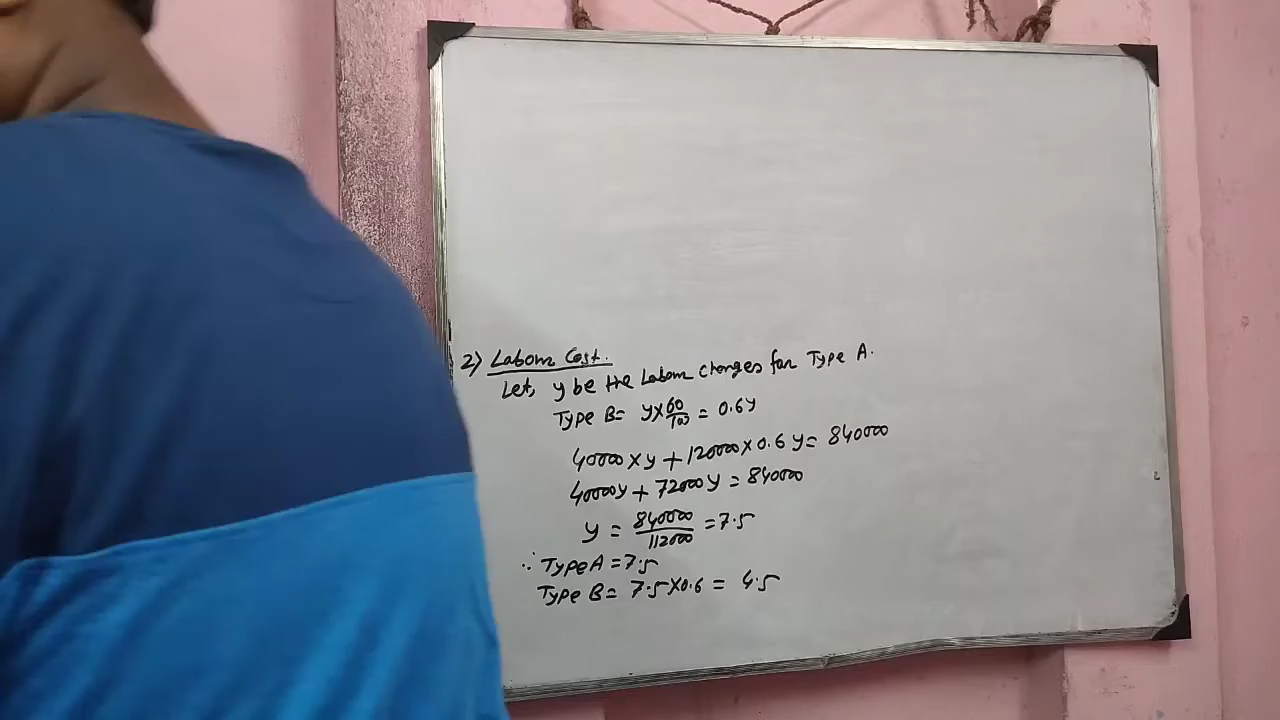 2) Labour Cost.
Let, y be the Labour charges for Type A.
Type B = y × 60/100 = 0.6y
40000 × y + 120000 × 0.6 y = 840000
40000y + 72000y = 840000
y = 840000/112000 = 7.5
∴ Type A = 7.5
Type B = 7.5 × 0.6 = 4.5